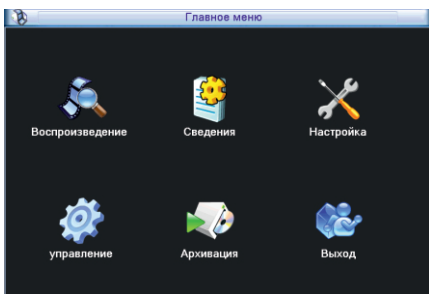 Главное меню
Воспроизведение Сведения Настройка
управление Архивация Выход